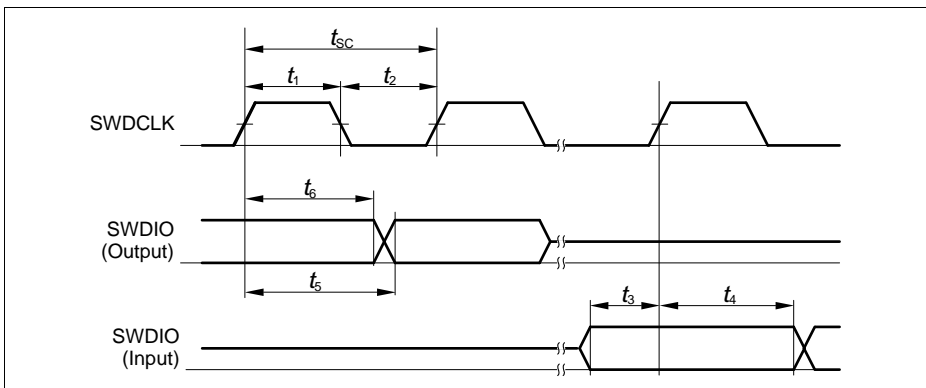 tSC
t1 t2
SWDCLK
t6
SWDIO
(Output)
t5
t3 t4
SWDIO
(Input)